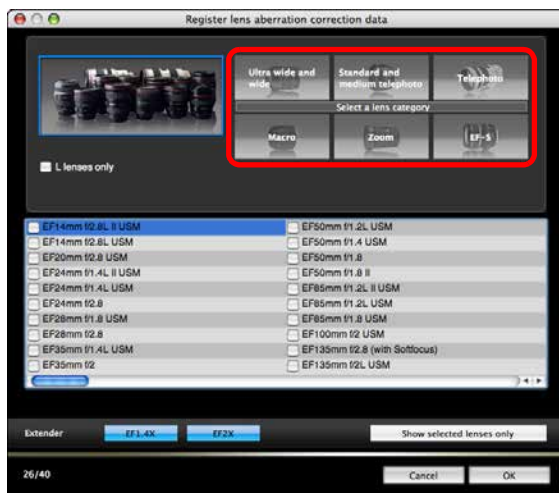 Register lens aberration correction data
Ultra wide and wide
Standard and medium telephoto
Telephoto
Select a lens category
Macro
Zoom
EF-S
L lenses only
EF14mm f/2.8L II USM
EF14mm f/2.8L USM
EF20mm f/2.8 USM
EF24mm f/1.4L II USM
EF24mm f/1.4L USM
EF24mm f/2.8
EF28mm f/1.8 USM
EF28mm f/2.8
EF35mm f/1.4L USM
EF35mm f/2
EF50mm f/1.2L USM
EF50mm f/1.4 USM
EF50mm f/1.8
EF50mm f/1.8 II
EF85mm f/1.2L II USM
EF85mm f/1.2L USM
EF85mm f/1.8 USM
EF100mm f/2 USM
EF135mm f/2.8 (with Softfocus)
EF135mm f/2L USM
Extender
EF1.4X
EF2X
Show selected lenses only
26/40
Cancel
OK